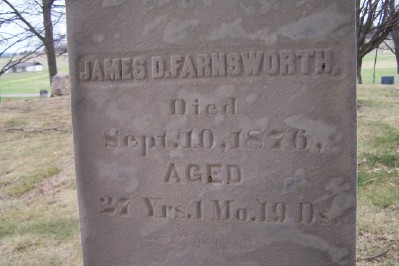 JAMES D. FARNSWORTH.
Died
Sept. 10, 1876,
AGED
27 Yrs. 1 Mo. 19 Ds.